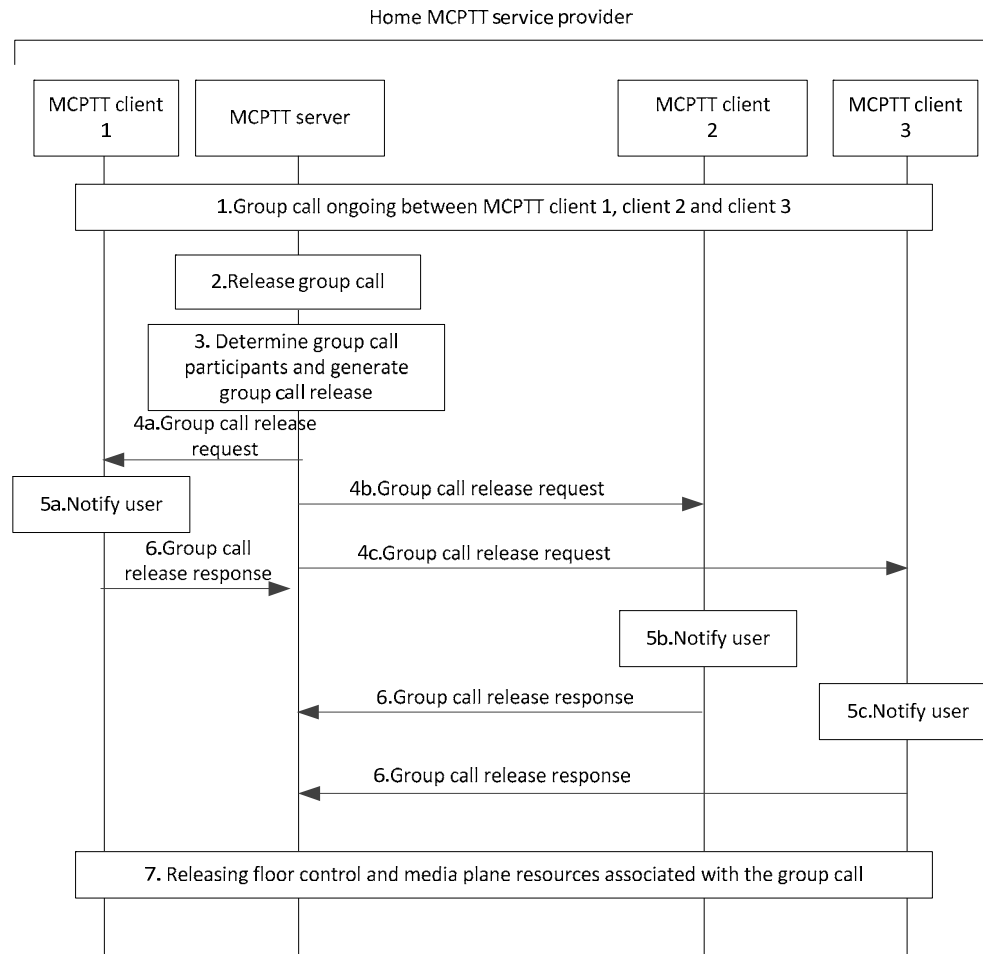 Home MCPTT service provider
MCPTT client
1
MCPTT server
MCPTT client
2
MCPTT client
3
1.Group call ongoing between MCPTT client 1, client 2 and client 3
2.Release group call
3. Determine group call
participants and generate
group call release
4a.Group call release
request
4b.Group call release request
5a.Notify user
6.Group call
release response
4c.Group call release request
5b.Notify user
6.Group call release response
5c.Notify user
6.Group call release response
7. Releasing floor control and media plane resources associated with the group call